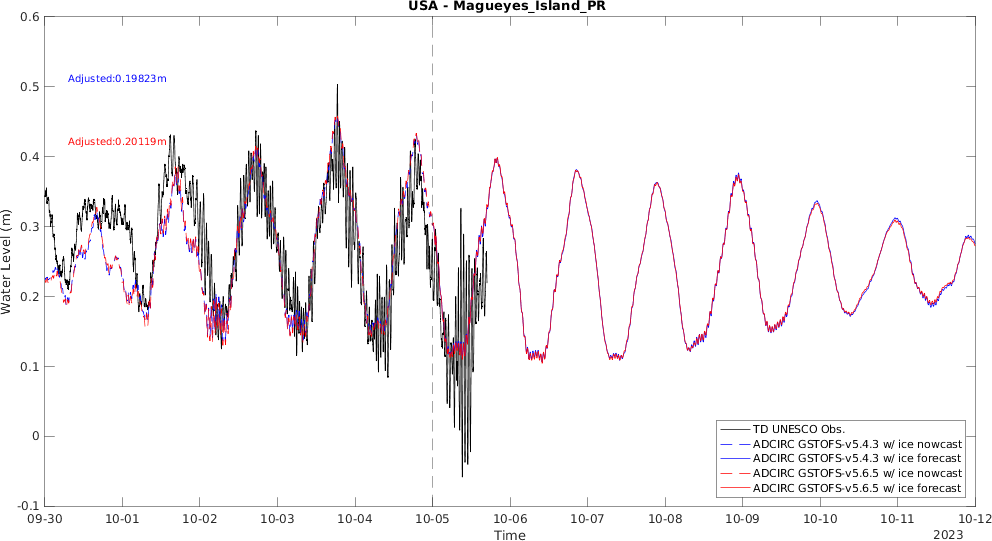 USA - Magueyes_Island_PR
0.6
0.5
0.4
0.3
0.2
0.1
0
-0.1
Water Level (m)
Adjusted:0.19823m
Adjusted:0.20119m
TD UNESCO Obs.
ADCIRC GSTOFS-v5.4.3 w/ ice nowcast
ADCIRC GSTOFS-v5.4.3 w/ ice forecast
ADCIRC GSTOFS-v5.6.5 w/ ice nowcast
ADCIRC GSTOFS-v5.6.5 w/ ice forecast
09-30 10-01 10-02 10-03 10-04 10-05 10-06 10-07 10-08 10-09 10-10 10-11 10-12
Time
2023